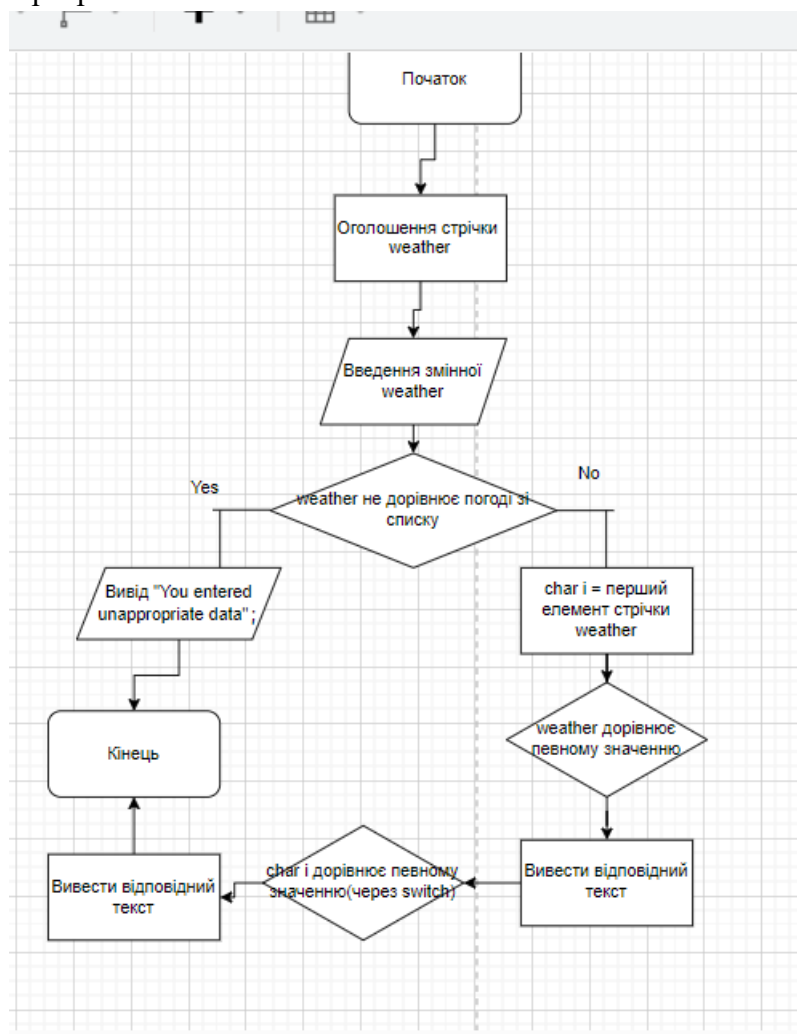 Початок
Оголошення стрічки
weather
Введення змінної
weather
weather не дорівнює погоді зі
списку
Yes
No
Вивід "You entered
unappropriate data" ;
char i = перший
елемент стрічки
weather
weather дорівнює
певному значенню
Кінець
Вивести відповідний
текст
char i дорівнює певному
значенню(через switch)
Вивести відповідний
текст